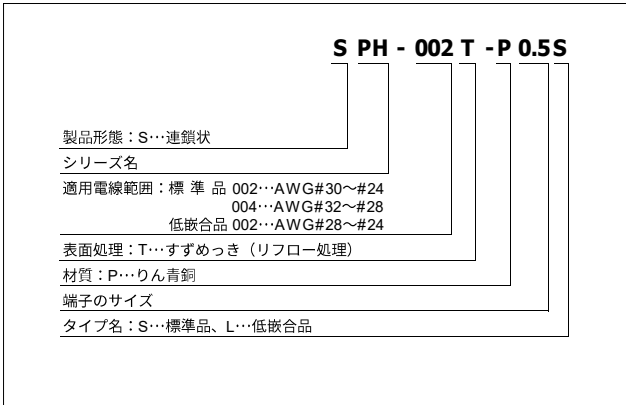 S PH - 002 T - P 0.5 S
製品形態：S…連鎖状
シリーズ名
適用電線範囲：標 準 品 002…AWG#30～#24
004…AWG#32～#28
低嵌合品 002…AWG#28～#24
表面処理：T…すずめっき（リフロー処理）
材質：P…りん青銅
端子のサイズ
タイプ名：S…標準品、L…低嵌合品